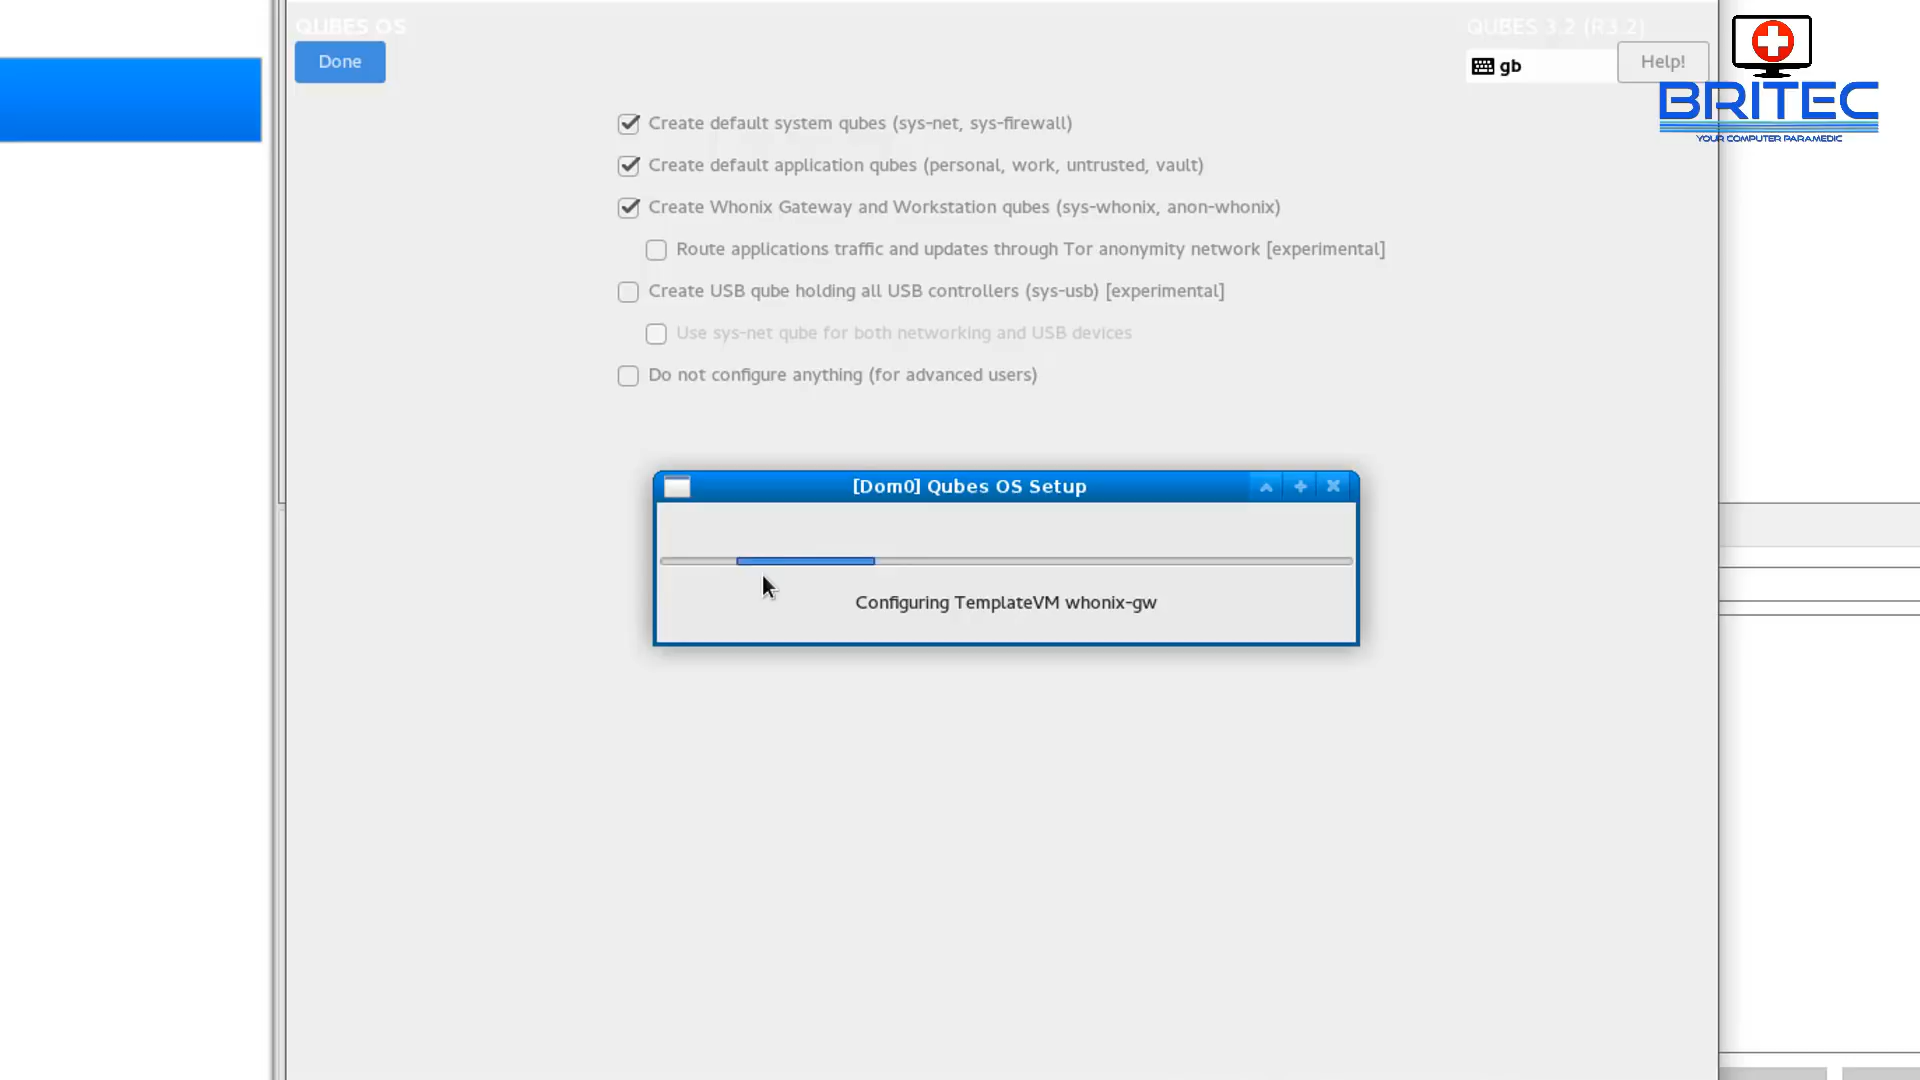 QUBES OS
QUBES 3.2 (R3.2)
Done
gb
Help!
BRITEC
YOUR COMPUTER PARAMEDIC
Create default system qubes (sys-net, sys-firewall)
Create default application qubes (personal, work, untrusted, vault)
Create Whonix Gateway and Workstation qubes (sys-whonix, anon-whonix)
Route applications traffic and updates through Tor anonymity network [experimental]
Create USB qube holding all USB controllers (sys-usb) [experimental]
Use sys-net qube for both networking and USB devices
Do not configure anything (for advanced users)
[Dom0] Qubes OS Setup
Configuring TemplateVM whonix-gw